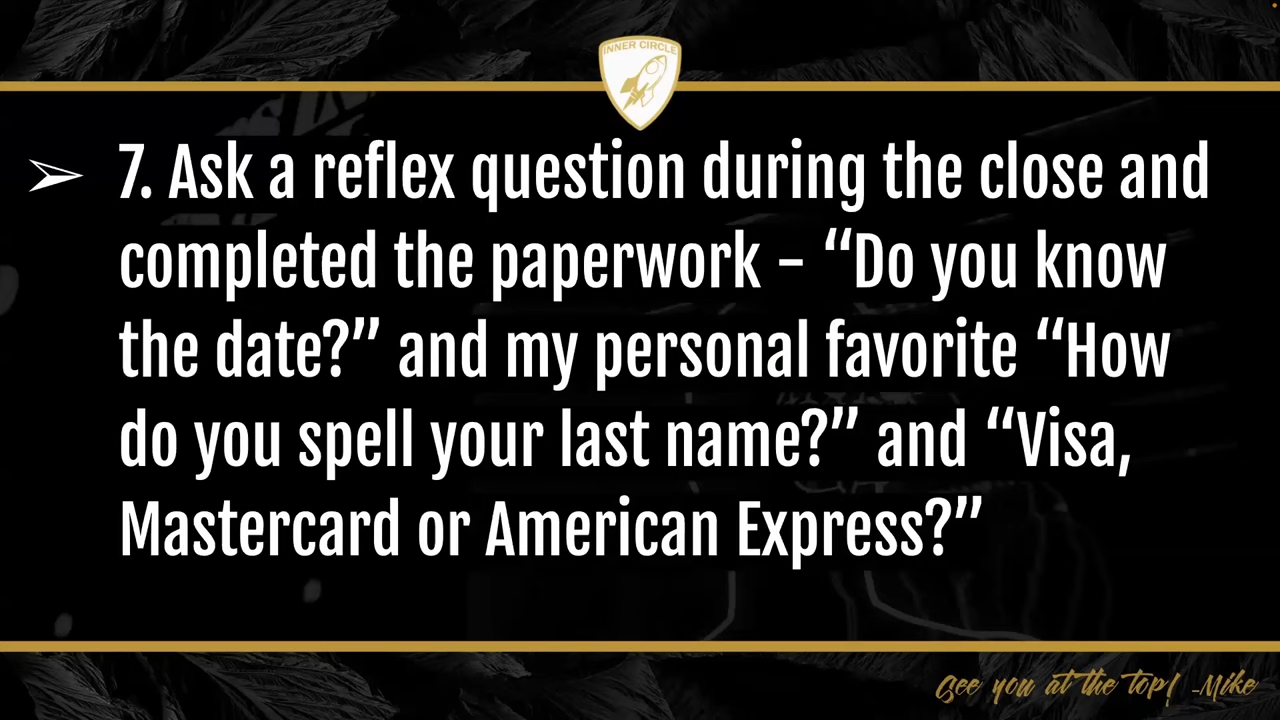 INNER CIRCLE
➢ 7. Ask a reflex question during the close and
completed the paperwork – “Do you know
the date?” and my personal favorite “How
do you spell your last name?” and “Visa,
Mastercard or American Express?”
See you at the top! -Mike